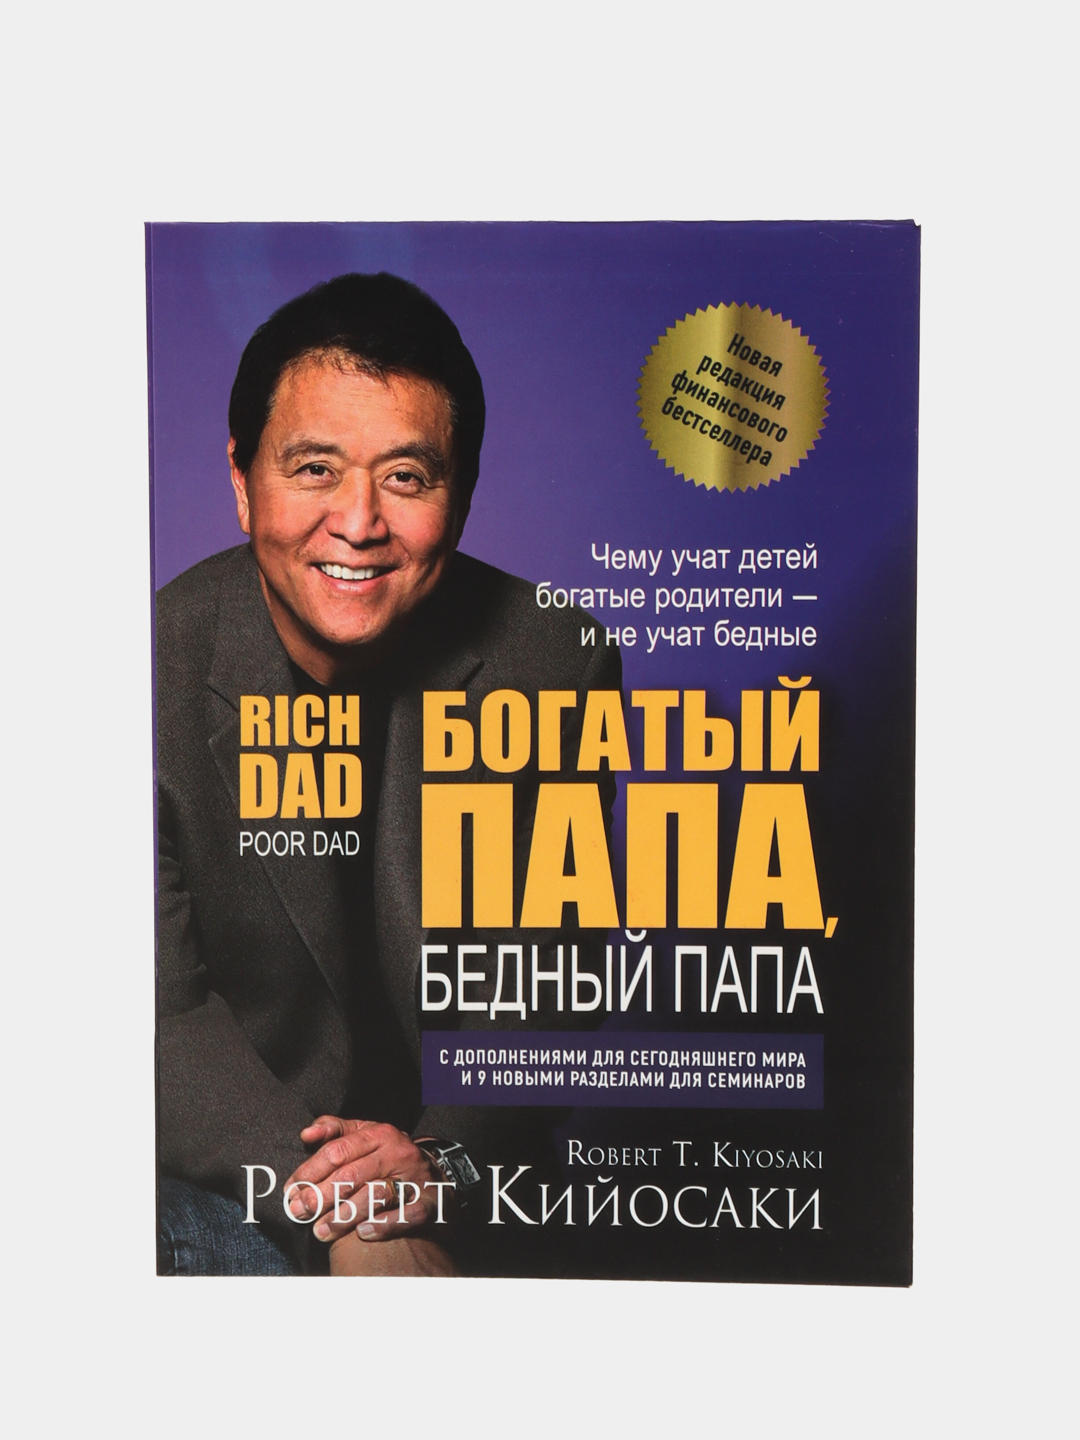 Новая
редакция
финансового
бестселлера
Чему учат детей
богатые родители —
и не учат бедные
RICH
DAD
POOR DAD
БОГАТЫЙ
ПАПА,
БЕДНЫЙ ПАПА
С ДОПОЛНЕНИЯМИ ДЛЯ СЕГОДНЯШНЕГО МИРА
И 9 НОВЫМИ РАЗДЕЛАМИ ДЛЯ СЕМИНАРОВ
ROBERT T. KIYOSAKI
РОБЕРТ КИЙОСАКИ